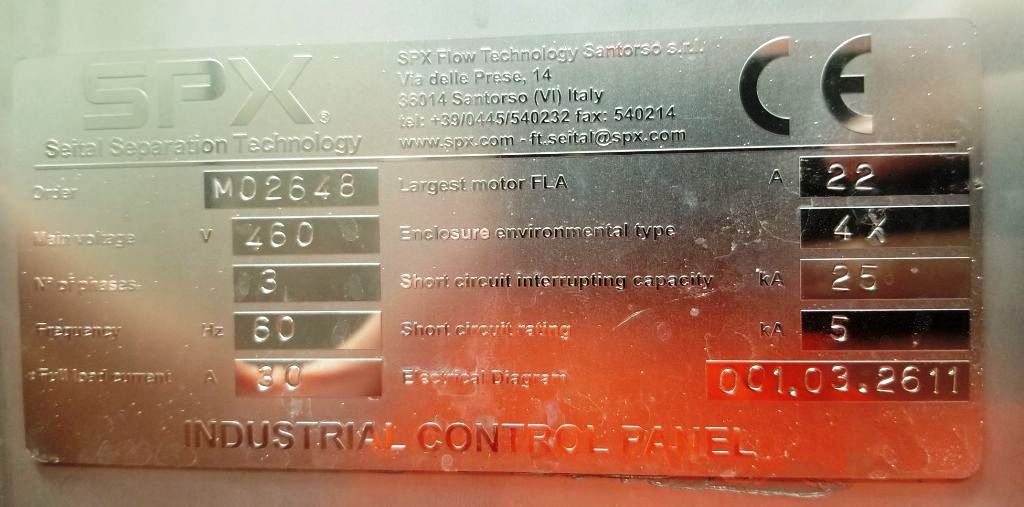 SPX®
Seital Separation Technology
SPX Flow Technology Santorso s.r.l.
Via delle Prese, 14
36014 Santorso (VI) Italy
tel: +39/0445/540232 fax: 540214
www.spx.com - ft.seital@spx.com
CE
Order M02648
Main voltage V 460
N° of phases 3
Frequency Hz 60
Full load current A 30
Largest motor FLA A 22
Enclosure environmental type 4X
Short circuit interrupting capacity kA 25
Short circuit rating kA 5
Electrical Diagram 001.03.2611
INDUSTRIAL CONTROL PANEL